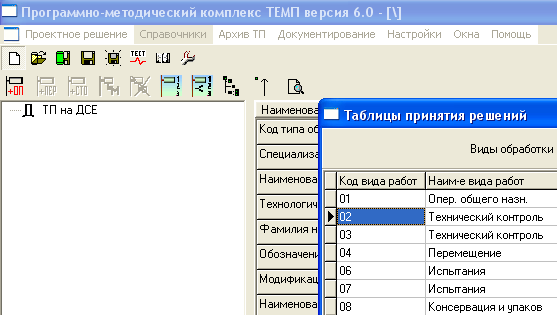 Программно-методический комплекс ТЕМП версия 6.0 - [\]
Проектное решение Справочники Архив ТП Документирование Настройки Окна Помощь
ТЕСТ
+ОП +ПЕР +СТО
ТП на ДСЕ
Наименова
Код типа об
Специализа
Наименова
Технологич
Фамилия н
Обозначени
Модификац
Наименова
Таблицы принятия решений
Виды обработки
Код вида работ Наим-е вида работ
01 Опер. общего назн.
02 Технический контроль
03 Технический контроль
04 Перемещение
06 Испытания
07 Испытания
08 Консервация и упаков